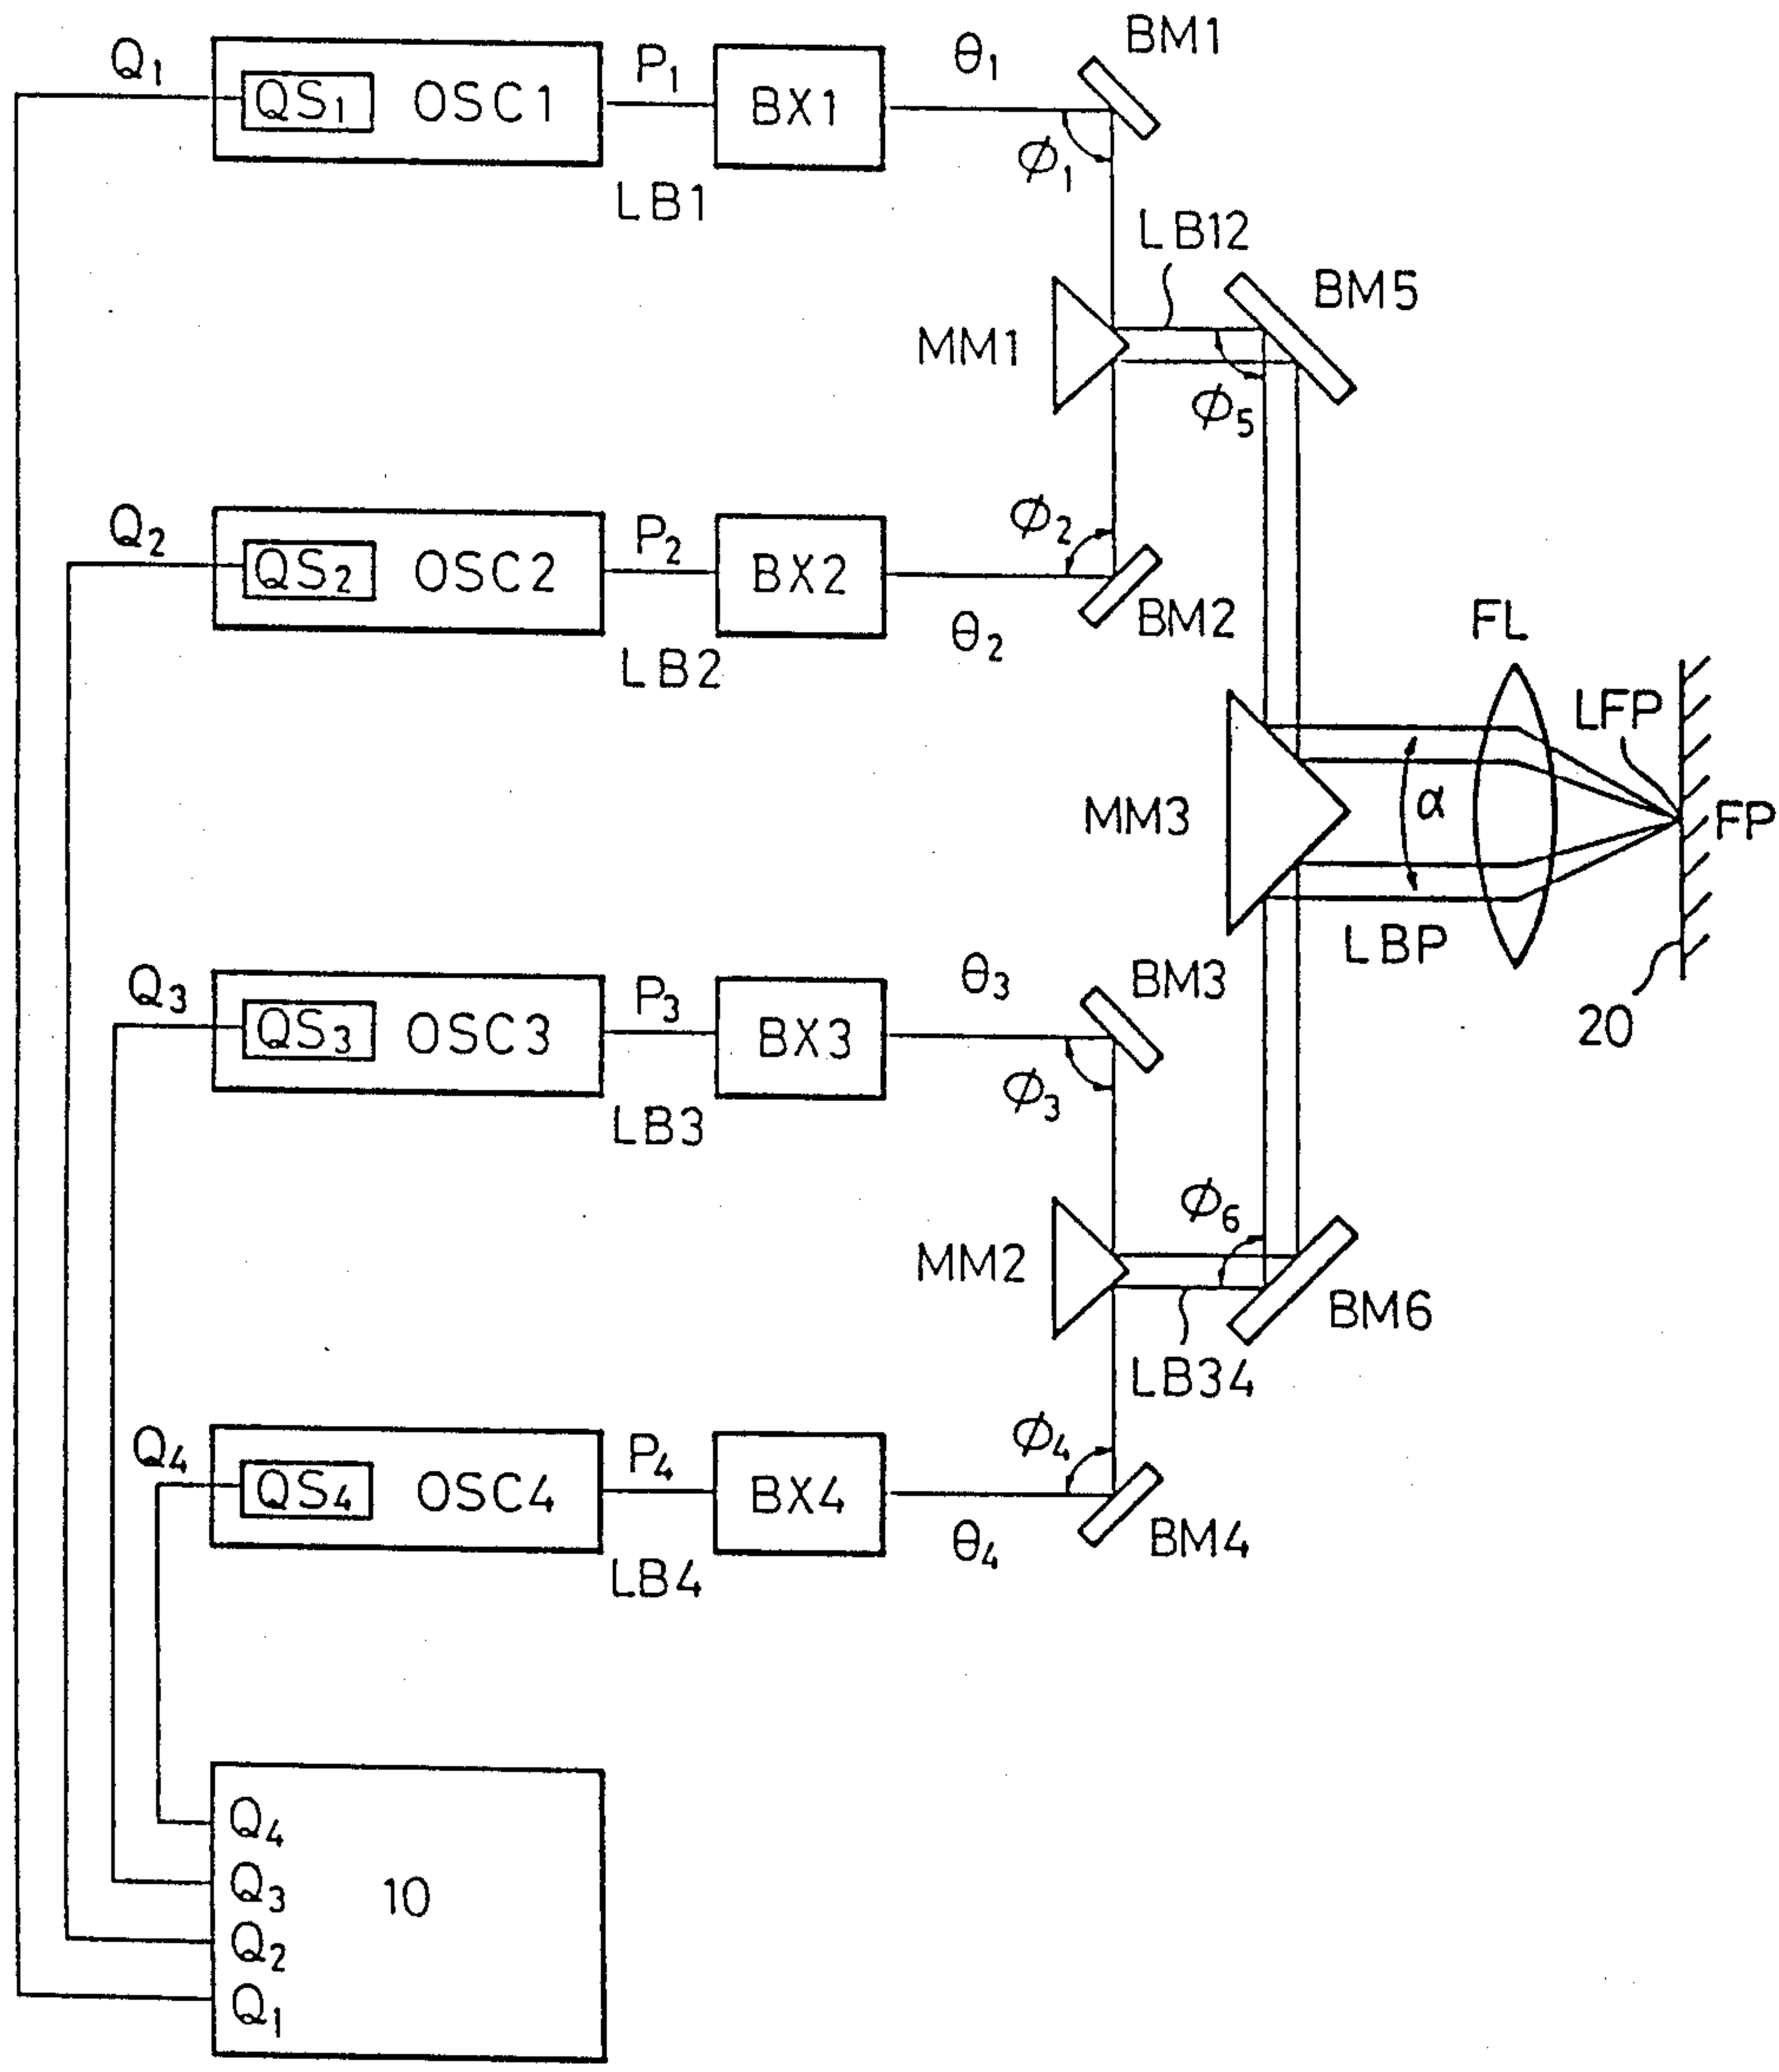 BM1
Q₁
QS₁ OSC1
P₁
BX1
θ₁
ϕ₁
LB1
LB12
BM5
MM1
ϕ₅
Q₂
QS₂ OSC2
P₂
BX2
ϕ₂
θ₂
BM2
LB2
FL
LFP
MM3
α
FP
LBP
Q₃
QS₃ OSC3
P₃
BX3
θ₃
BM3
20
ϕ₃
LB3
ϕ₆
MM2
BM6
LB34
Q₄
QS₄ OSC4
P₄
BX4
ϕ₄
θ₄
BM4
LB4
Q₄
Q₃
10
Q₂
Q₁